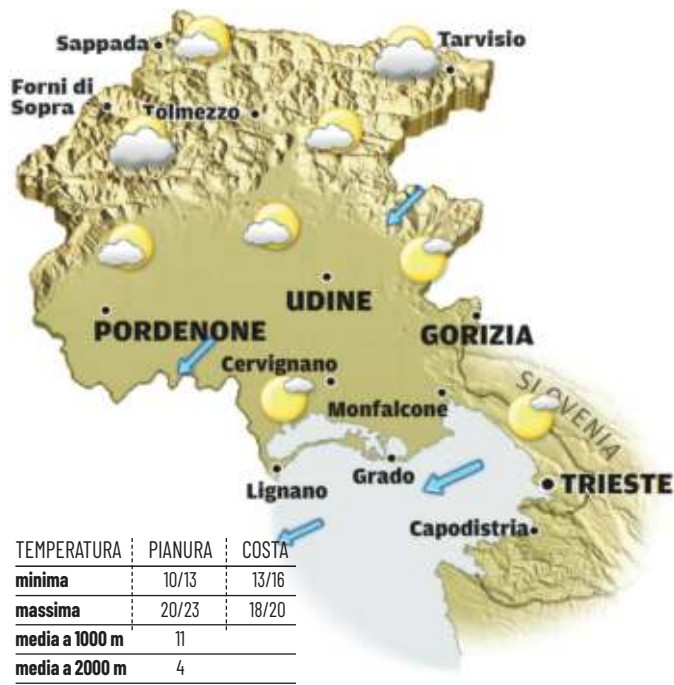 Sappada
Tarvisio
Forni di
Sopra
Tolmezzo
UDINE
PORDENONE
GORIZIA
Cervignano
Monfalcone
SLOVENIA
Grado
Lignano
TRIESTE
Capodistria
TEMPERATURA PIANURA COSTA
minima 10/13 13/16
massima 20/23 18/20
media a 1000 m 11
media a 2000 m 4